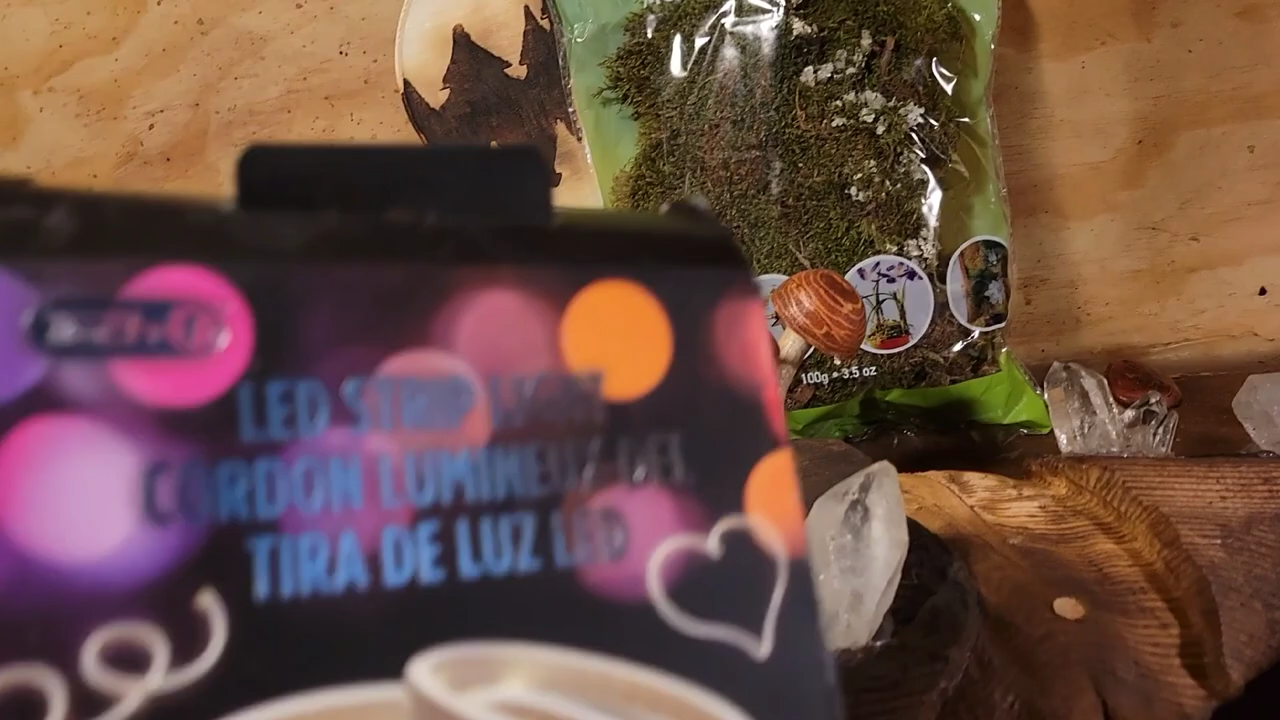 LED STRIP LIGHT
CORDON LUMINEUX DEL
TIRA DE LUZ LED
100g • 3.5 oz